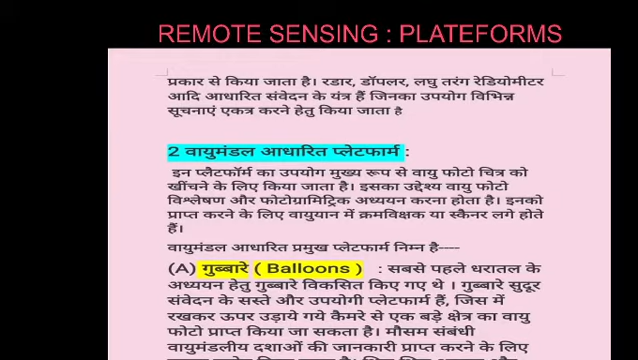 REMOTE SENSING : PLATEFORMS
प्रकार से किया जाता है। रडार, डॉपलर, लघु तरंग रेडियोमीटर
आदि आधारित संवेदन के यंत्र हैं जिनका उपयोग विभिन्न
सूचनाएं एकत्र करने हेतु किया जाता है
2 वायुमंडल आधारित प्लेटफार्म :
इन प्लैटफॉर्म का उपयोग मुख्य रूप से वायु फोटो चित्र को
खींचने के लिए किया जाता है। इसका उद्देश्य वायु फोटो
विश्लेषण और फोटोग्रामिट्रिक अध्ययन करना होता है। इनको
प्राप्त करने के लिए वायुयान में क्रमविक्षक या स्कैनर लगे होते
हैं।
वायुमंडल आधारित प्रमुख प्लेटफार्म निम्न है----
(A) गुब्बारे ( Balloons ) : सबसे पहले धरातल के
अध्ययन हेतु गुब्बारे विकसित किए गए थे । गुब्बारे सुदूर
संवेदन के सस्ते और उपयोगी प्लेटफार्म हैं, जिस में
रखकर ऊपर उड़ाये गये कैमरे से एक बड़े क्षेत्र का वायु
फोटो प्राप्त किया जा सकता है। मौसम संबंधी
वायुमंडलीय दशाओं की जानकारी प्राप्त करने के लिए